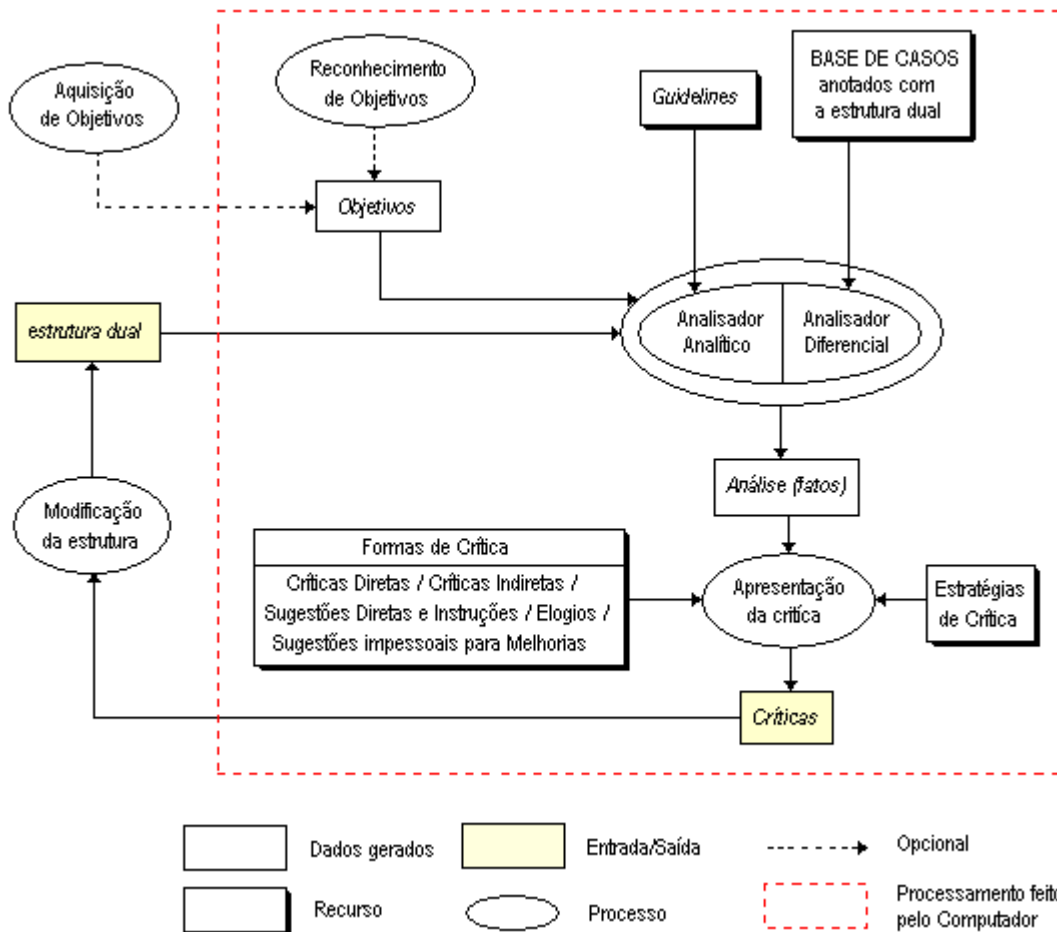 Aquisição
de Objetivos
Reconhecimento
de Objetivos
Guidelines
BASE DE CASOS
anotados com
a estrutura dual
Objetivos
estrutura dual
Analisador
Analítico
Analisador
Diferencial
Análise (fatos)
Modificação
da estrutura
Formas de Crítica
Críticas Diretas / Críticas Indiretas /
Sugestões Diretas e Instruções / Elogios /
Sugestões impessoais para Melhorias
Apresentação
da crítica
Estratégias
de Crítica
Críticas
Dados gerados
Entrada/Saída
Opcional
Recurso
Processo
Processamento feito
pelo Computador